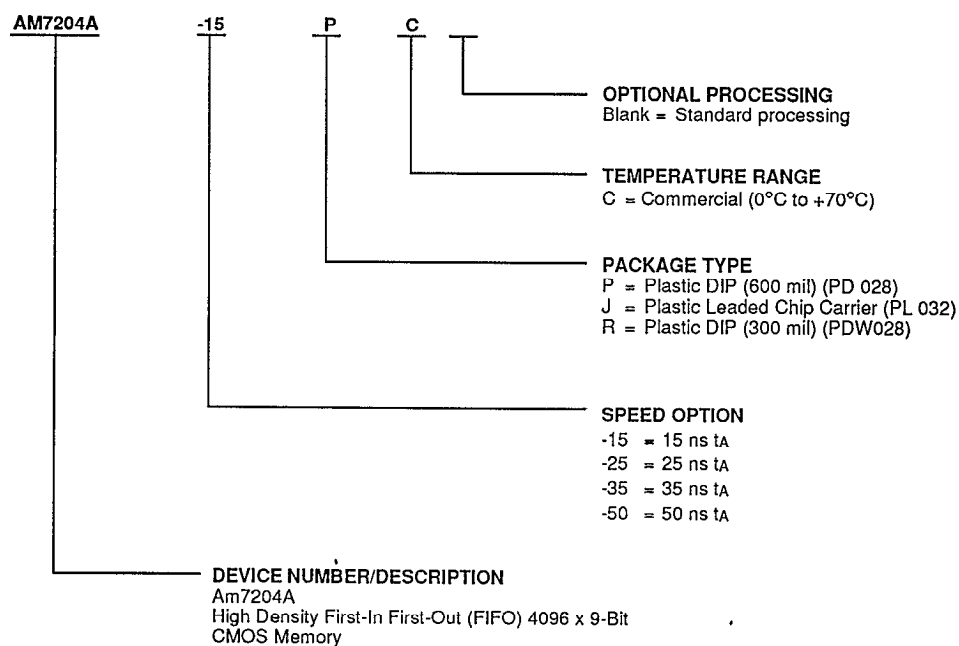 AM7204A -15 P C
OPTIONAL PROCESSING
Blank = Standard processing
TEMPERATURE RANGE
C = Commercial (0°C to +70°C)
PACKAGE TYPE
P = Plastic DIP (600 mil) (PD 028)
J = Plastic Leaded Chip Carrier (PL 032)
R = Plastic DIP (300 mil) (PDW028)
SPEED OPTION
-15 = 15 ns tA
-25 = 25 ns tA
-35 = 35 ns tA
-50 = 50 ns tA
DEVICE NUMBER/DESCRIPTION
Am7204A
High Density First-In First-Out (FIFO) 4096 x 9-Bit
CMOS Memory